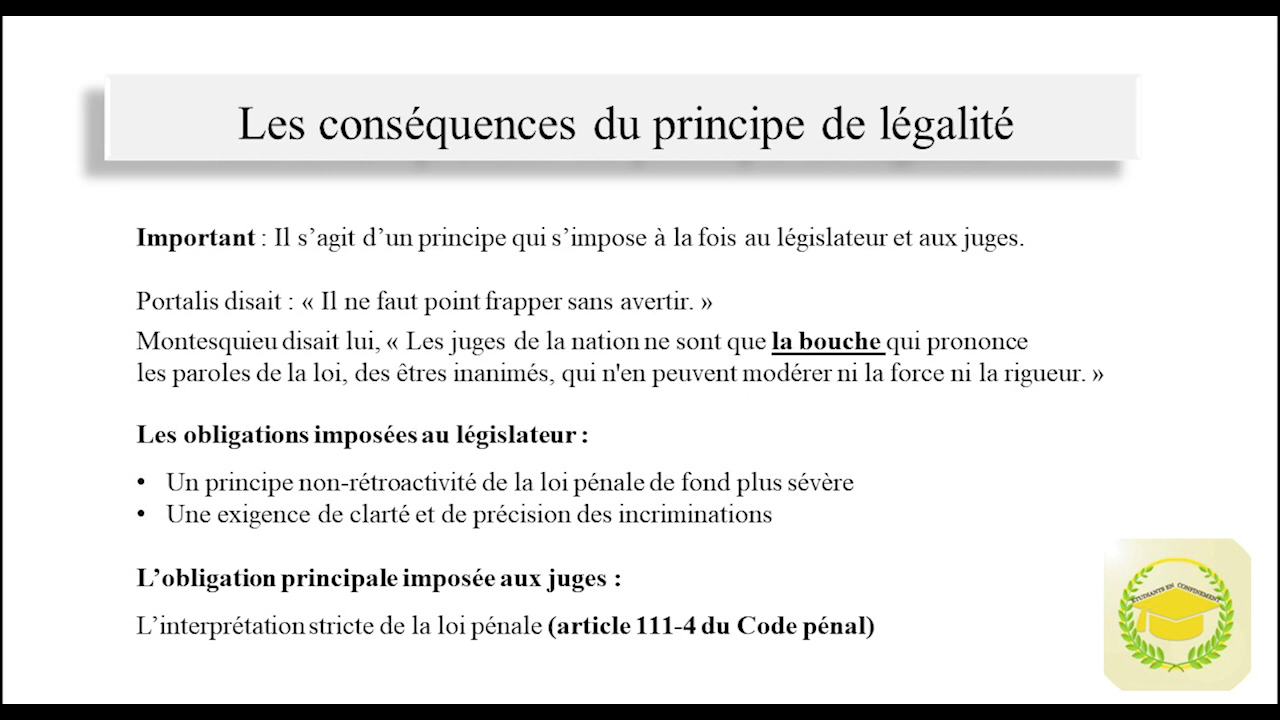 Les conséquences du principe de légalité
Important : Il s’agit d’un principe qui s’impose à la fois au législateur et aux juges.
Portalis disait : « Il ne faut point frapper sans avertir. »
Montesquieu disait lui, « Les juges de la nation ne sont que la bouche qui prononce
les paroles de la loi, des êtres inanimés, qui n'en peuvent modérer ni la force ni la rigueur. »
Les obligations imposées au législateur :
• Un principe non-rétroactivité de la loi pénale de fond plus sévère
• Une exigence de clarté et de précision des incriminations
L’obligation principale imposée aux juges :
L’interprétation stricte de la loi pénale (article 111-4 du Code pénal)
ÉTUDIANTS EN CONFINEMENT